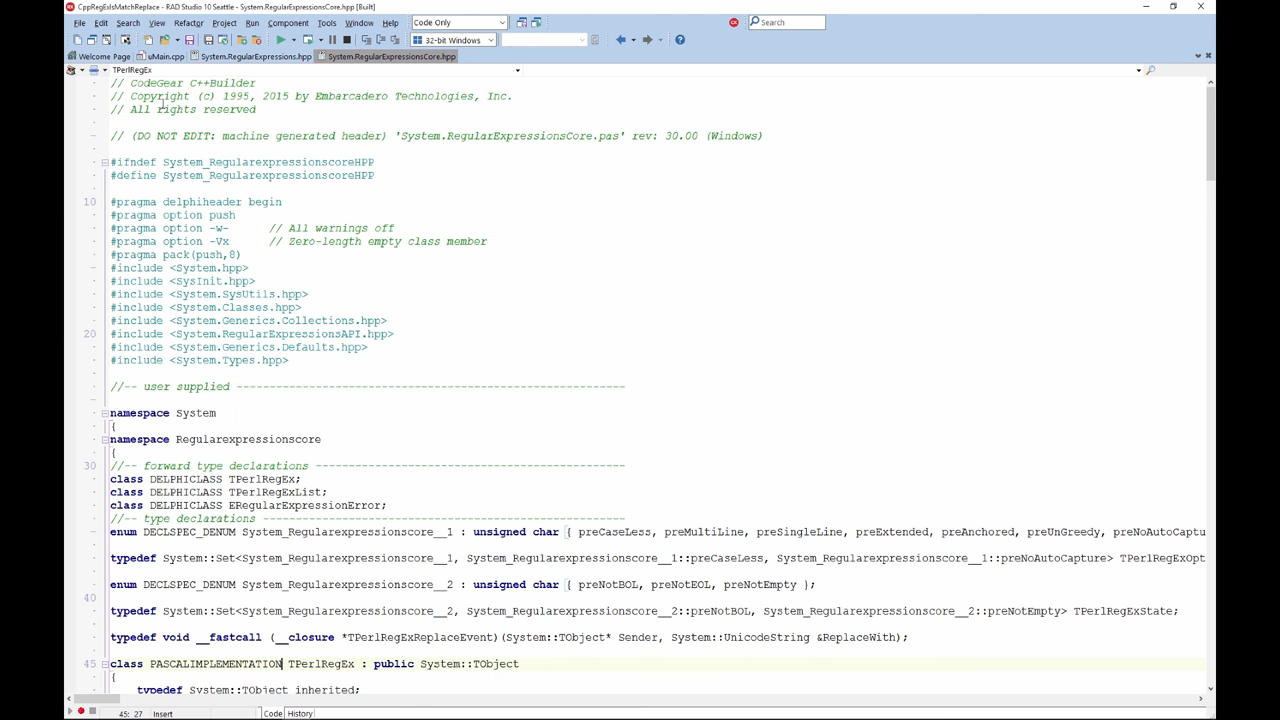 CppRegExIsMatchReplace - RAD Studio 10 Seattle - System.RegularExpressionsCore.hpp [Built]
File Edit Search View Refactor Project Run Component Tools Window Help Code Only Search
32-bit Windows
Welcome Page uMain.cpp System.RegularExpressions.hpp System.RegularExpressionsCore.hpp
TPerlRegEx
// CodeGear C++Builder
// Copyright (c) 1995, 2015 by Embarcadero Technologies, Inc.
// All rights reserved
// (DO NOT EDIT: machine generated header) 'System.RegularExpressionsCore.pas' rev: 30.00 (Windows)
#ifndef System_RegularexpressionscoreHPP
#define System_RegularexpressionscoreHPP
10 #pragma delphiheader begin
#pragma option push
#pragma option -w- // All warnings off
#pragma option -Vx // Zero-length empty class member
#pragma pack(push,8)
#include <System.hpp>
#include <SysInit.hpp>
#include <System.SysUtils.hpp>
#include <System.Classes.hpp>
#include <System.Generics.Collections.hpp>
20 #include <System.RegularExpressionsAPI.hpp>
#include <System.Generics.Defaults.hpp>
#include <System.Types.hpp>
//-- user supplied -----------------------------------------------------------
namespace System
{
namespace Regularexpressionscore
{
30 //-- forward type declarations -----------------------------------------------
class DELPHICLASS TPerlRegEx;
class DELPHICLASS TPerlRegExList;
class DELPHICLASS ERegularExpressionError;
//-- type declarations -------------------------------------------------------
enum DECLSPEC_DENUM System_Regularexpressionscore__1 : unsigned char { preCaseLess, preMultiLine, preSingleLine, preExtended, preAnchored, preUnGreedy, preNoAutoCaptu
typedef System::Set<System_Regularexpressionscore__1, System_Regularexpressionscore__1::preCaseLess, System_Regularexpressionscore__1::preNoAutoCapture> TPerlRegExOpt
enum DECLSPEC_DENUM System_Regularexpressionscore__2 : unsigned char { preNotBOL, preNotEOL, preNotEmpty };
40
typedef System::Set<System_Regularexpressionscore__2, System_Regularexpressionscore__2::preNotBOL, System_Regularexpressionscore__2::preNotEmpty> TPerlRegExState;
typedef void __fastcall (__closure *TPerlRegExReplaceEvent)(System::TObject* Sender, System::UnicodeString &ReplaceWith);
45 class PASCALIMPLEMENTATION TPerlRegEx : public System::TObject
{
typedef System::TObject inherited;
45: 27 Insert Code History